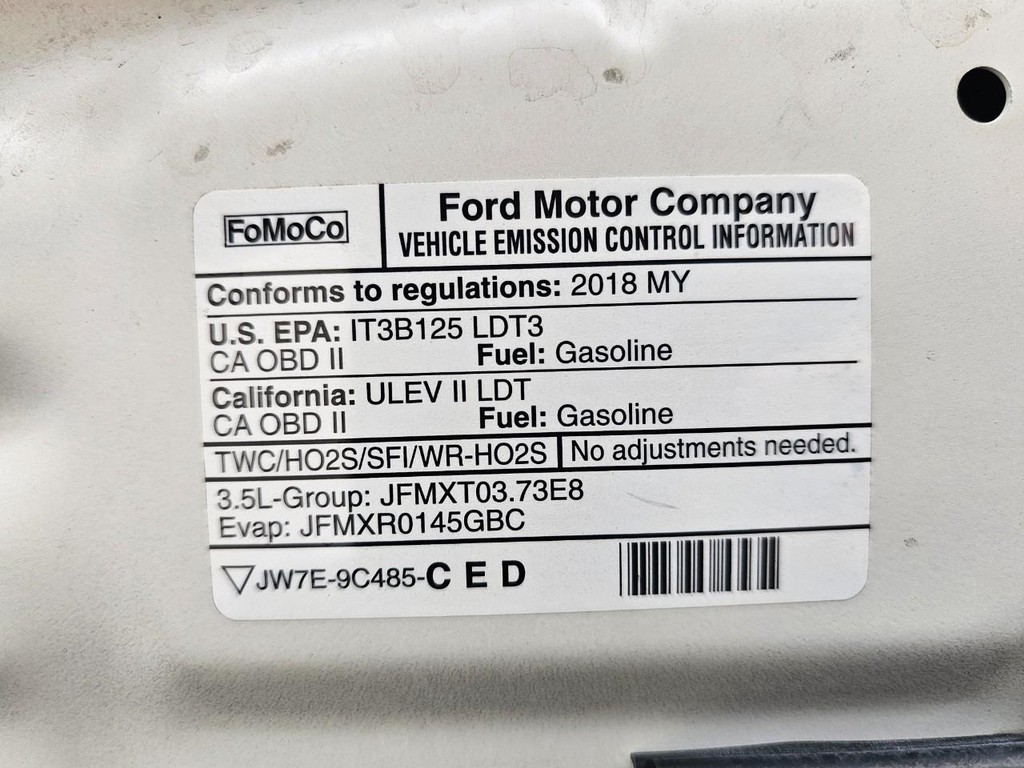 FoMoCo
Ford Motor Company
VEHICLE EMISSION CONTROL INFORMATION
Conforms to regulations: 2018 MY
U.S. EPA: IT3B125 LDT3
CA OBD II Fuel: Gasoline
California: ULEV II LDT
CA OBD II Fuel: Gasoline
TWC/HO2S/SFI/WR-HO2S No adjustments needed.
3.5L-Group: JFMXT03.73E8
Evap: JFMXR0145GBC
▽JW7E-9C485-C E D